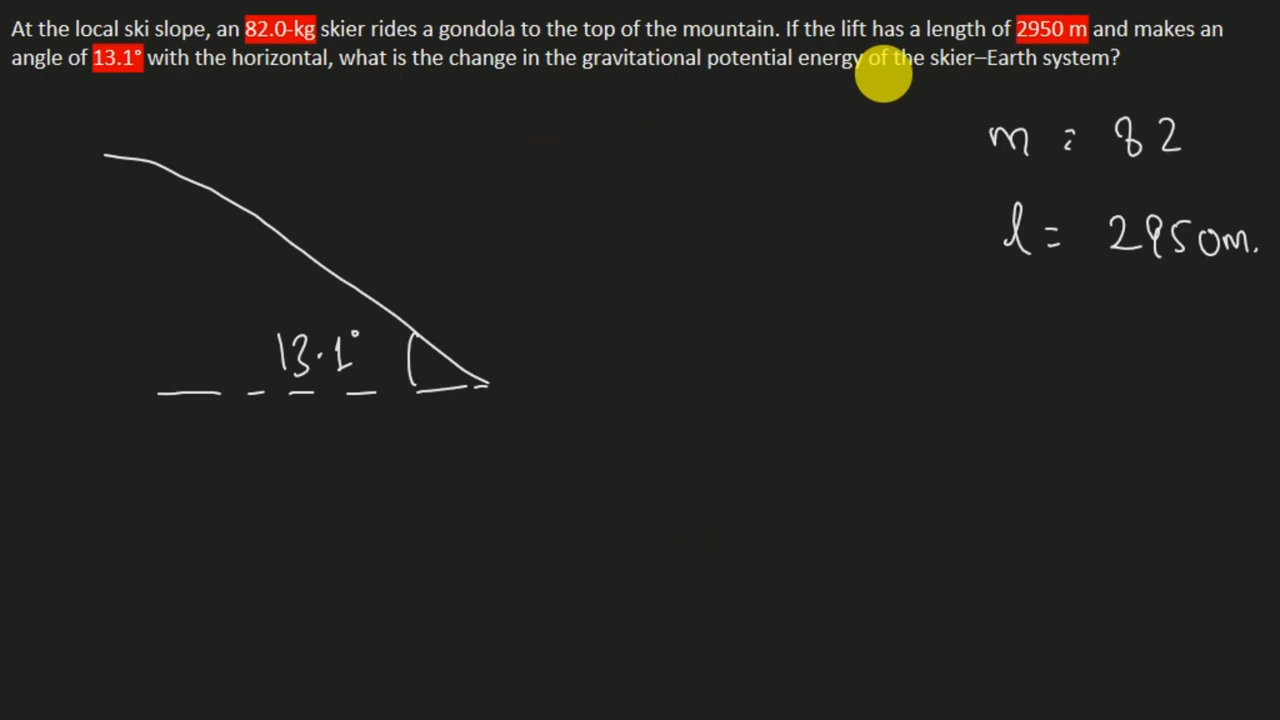 At the local ski slope, an 82.0-kg skier rides a gondola to the top of the mountain. If the lift has a length of 2950 m and makes an
angle of 13.1° with the horizontal, what is the change in the gravitational potential energy of the skier–Earth system?
m : 82
l = 2950m.
13.1°